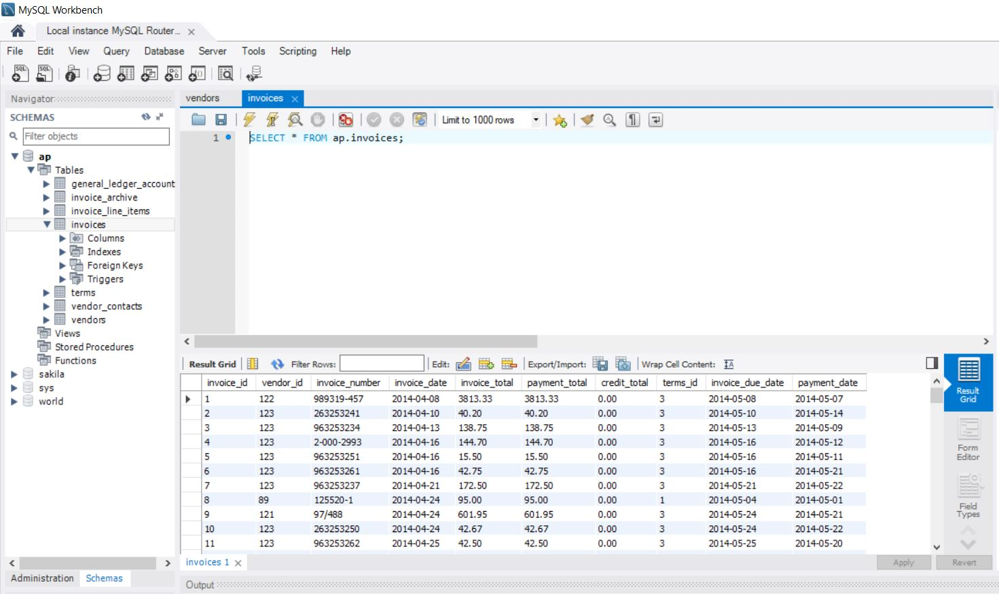 MySQL Workbench
Local instance MySQL Router...
File Edit View Query Database Server Tools Scripting Help
Navigator
SCHEMAS
Filter objects
ap
Tables
general_ledger_account
invoice_archive
invoice_line_items
invoices
Columns
Indexes
Foreign Keys
Triggers
terms
vendor_contacts
vendors
Views
Stored Procedures
Functions
sakila
sys
world
Administration Schemas
vendors invoices
Limit to 1000 rows
1 SELECT * FROM ap.invoices;
Result Grid Filter Rows: Edit: Export/Import: Wrap Cell Content:
invoice_id vendor_id invoice_number invoice_date invoice_total payment_total credit_total terms_id invoice_due_date payment_date
1 122 989319-457 2014-04-08 3813.33 3813.33 0.00 3 2014-05-08 2014-05-07
2 123 263253241 2014-04-10 40.20 40.20 0.00 3 2014-05-10 2014-05-14
3 123 963253234 2014-04-13 138.75 138.75 0.00 3 2014-05-13 2014-05-09
4 123 2-000-2993 2014-04-16 144.70 144.70 0.00 3 2014-05-16 2014-05-12
5 123 963253251 2014-04-16 15.50 15.50 0.00 3 2014-05-16 2014-05-11
6 123 963253261 2014-04-16 42.75 42.75 0.00 3 2014-05-16 2014-05-21
7 123 963253237 2014-04-21 172.50 172.50 0.00 3 2014-05-21 2014-05-22
8 89 125520-1 2014-04-24 95.00 95.00 0.00 1 2014-05-04 2014-05-01
9 121 97/488 2014-04-24 601.95 601.95 0.00 3 2014-05-24 2014-05-21
10 123 263253250 2014-04-24 42.67 42.67 0.00 3 2014-05-24 2014-05-22
11 123 963253262 2014-04-25 42.50 42.50 0.00 3 2014-05-25 2014-05-20
Result
Grid
Form
Editor
Field
Types
invoices 1
Apply Revert
Output